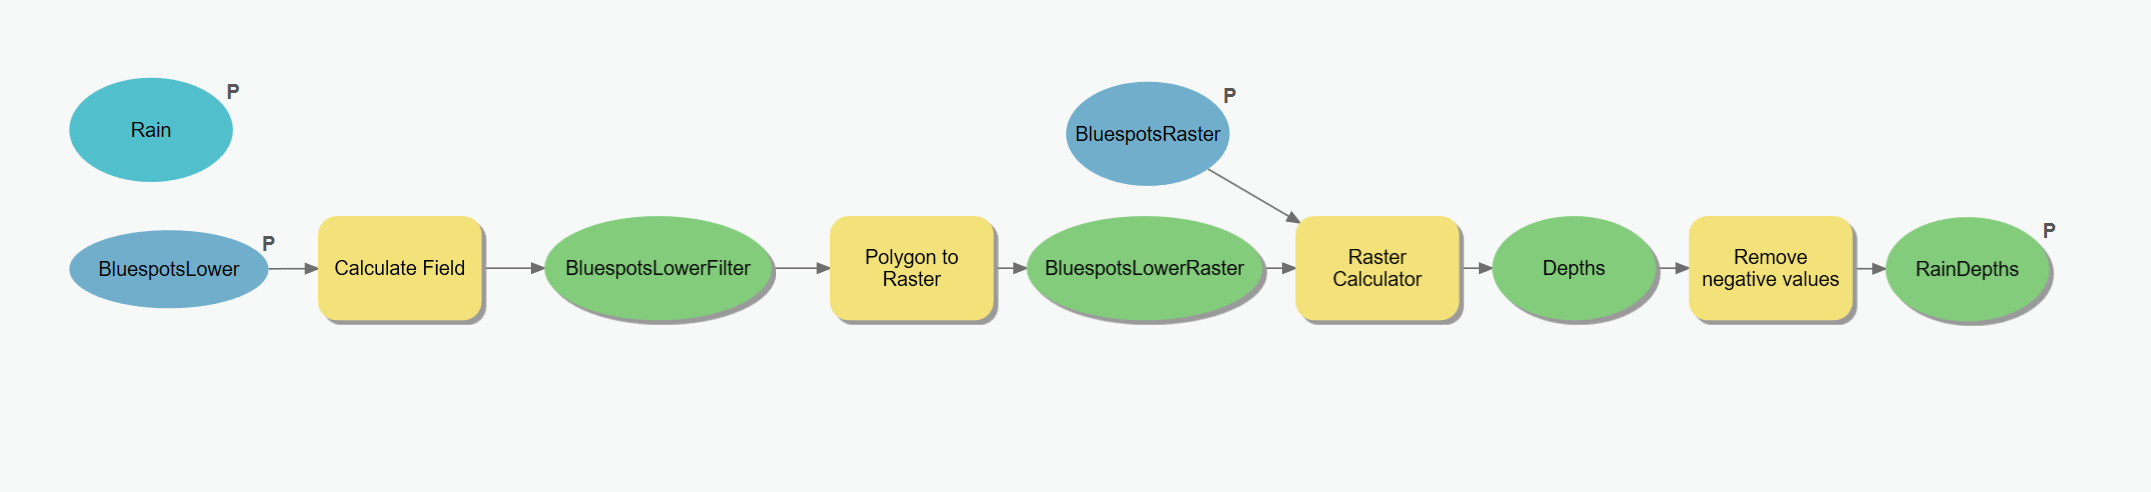 Rain
P
BluespotsRaster
P
BluespotsLower
P
Calculate Field
BluespotsLowerFilter
Polygon to
Raster
BluespotsLowerRaster
Raster
Calculator
Depths
Remove
negative values
RainDepths
P